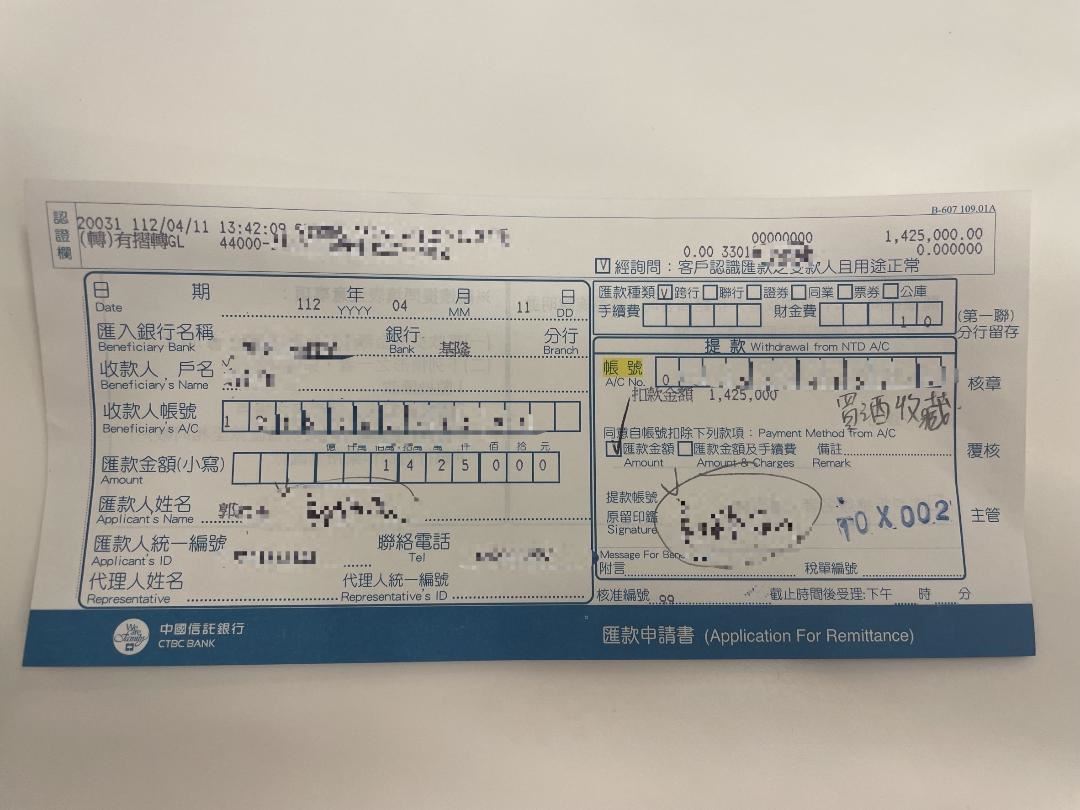 B-607 109.01A
認證欄
20031 112/04/11 13:42:09
00000000 1,425,000.00
(轉)有摺轉GL 44000-
0.00 3301 0.000000
V 經詢問：客戶認識匯款之受款人且用途正常
日期 112 年 04 月 11 日
Date YYYY MM DD
匯入銀行名稱 銀行 基隆 分行
Beneficiary Bank Bank Branch
收款人 戶名
Beneficiary's Name
收款人帳號
Beneficiary's A/C 1
億 仟萬 佰萬 拾萬 萬 仟 佰 拾 元
匯款金額(小寫) 1 4 2 5 0 0 0
Amount
匯款人姓名 郭
Applicant's Name
匯款人統一編號 聯絡電話
Applicant's ID Tel
代理人姓名 代理人統一編號
Representative Representative's ID
匯款種類 V 跨行 聯行 證券 同業 票券 公庫
手續費 財金費 1 0
(第一聯)
分行留存
提款 Withdrawal from NTD A/C
帳號 0
A/C No.
核章
扣款金額 1,425,000
買酒收藏
同意自帳號扣除下列款項：Payment Method from A/C
V 匯款金額 匯款金額及手續費 備註
Amount Amount & Charges Remark
覆核
提款帳號
原留印鑑
Signature
10X002
主管
Message For Ben
附言 稅單編號
核准編號 99 截止時間後受理:下午 時 分
We are Family
中國信託銀行
CTBC BANK
匯款申請書 (Application For Remittance)